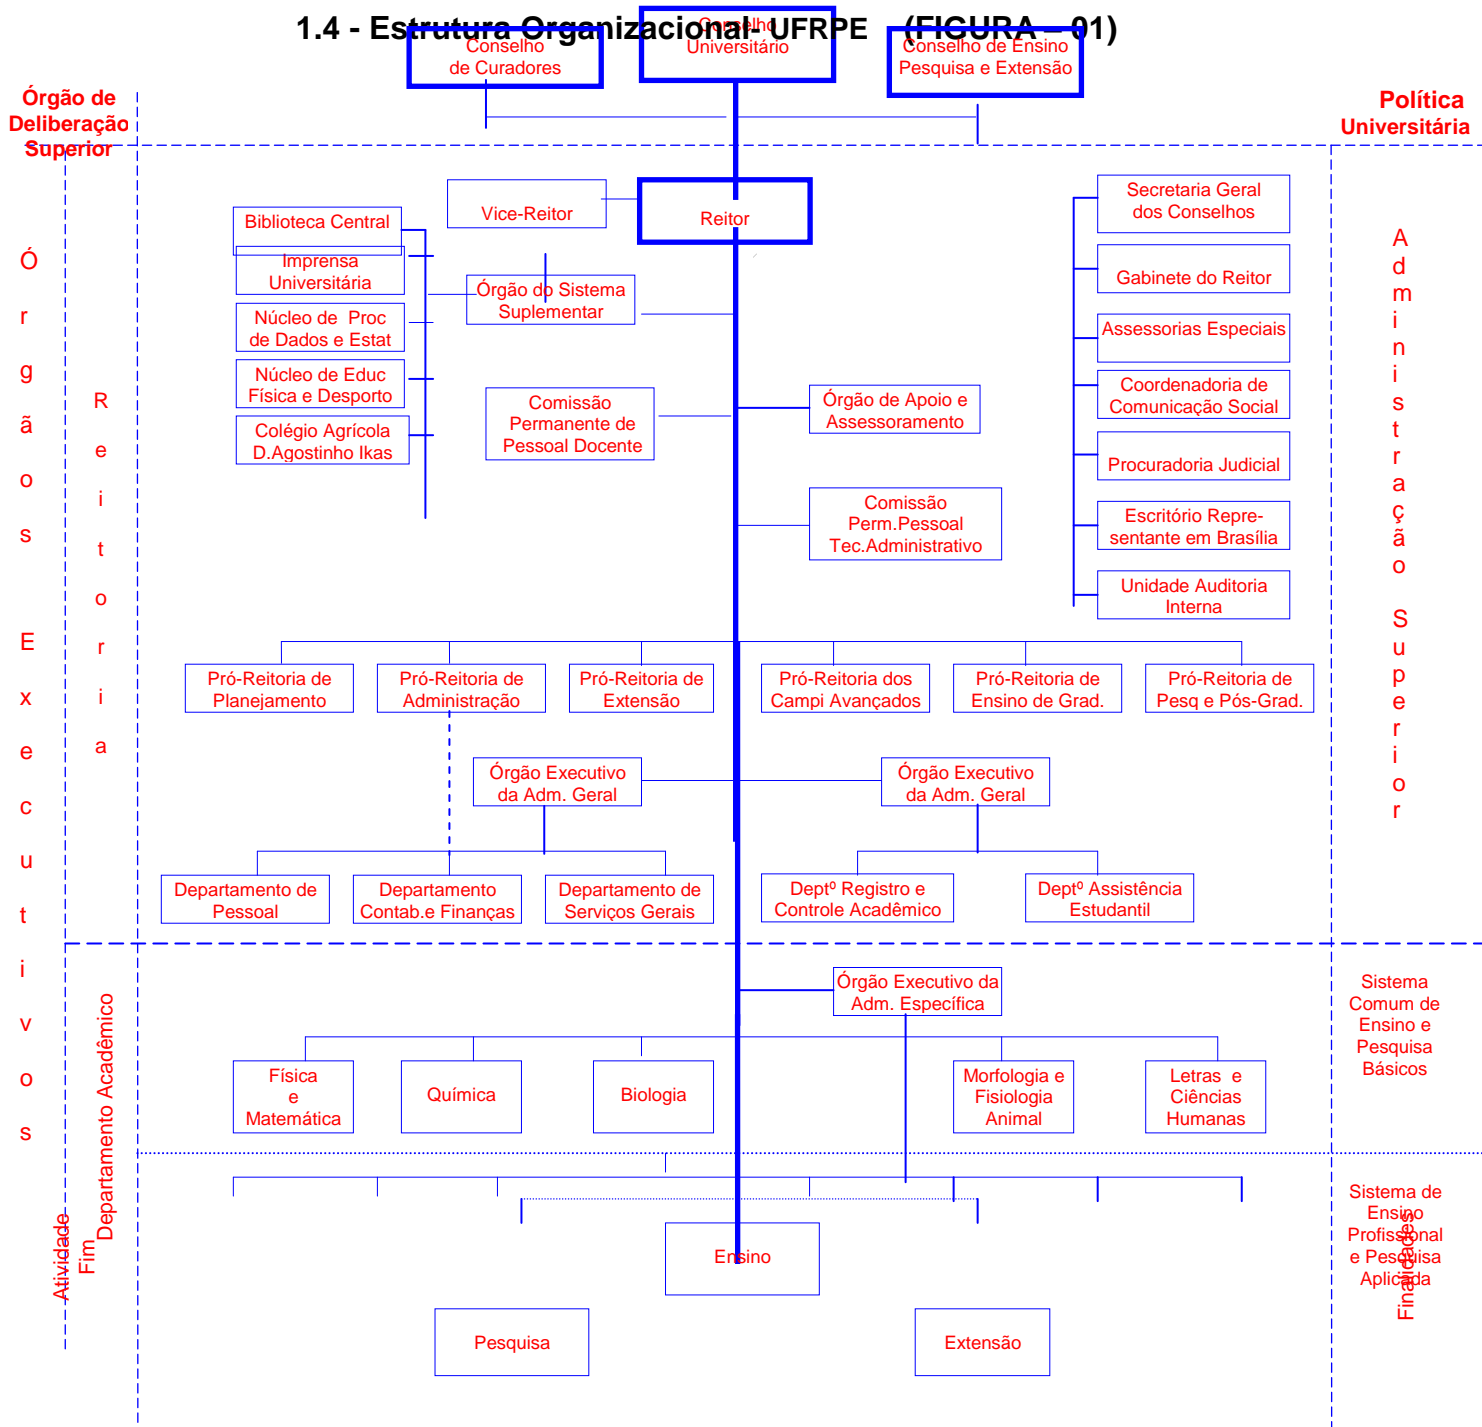 1.4 - Estrutura Organizacional- UFRPE (FIGURA – 01)
Conselho
de Curadores
Conselho
Universitário
Conselho de Ensino
Pesquisa e Extensão
Órgão de
Deliberação
Superior
Política
Universitária
Órgãos Executivos
Reitoria
Administração Superior
Vice-Reitor
Reitor
Biblioteca Central
Imprensa
Universitária
Núcleo de Proc
de Dados e Estat
Núcleo de Educ
Física e Desporto
Colégio Agrícola
D.Agostinho Ikas
Órgão do Sistema
Suplementar
Comissão
Permanente de
Pessoal Docente
Órgão de Apoio e
Assessoramento
Comissão
Perm.Pessoal
Tec.Administrativo
Secretaria Geral
dos Conselhos
Gabinete do Reitor
Assessorias Especiais
Coordenadoria de
Comunicação Social
Procuradoria Judicial
Escritório Repre-
sentante em Brasília
Unidade Auditoria
Interna
Pró-Reitoria de
Planejamento
Pró-Reitoria de
Administração
Pró-Reitoria de
Extensão
Pró-Reitoria dos
Campi Avançados
Pró-Reitoria de
Ensino de Grad.
Pró-Reitoria de
Pesq e Pós-Grad.
Órgão Executivo
da Adm. Geral
Órgão Executivo
da Adm. Geral
Departamento de
Pessoal
Departamento
Contab.e Finanças
Departamento de
Serviços Gerais
Deptº Registro e
Controle Acadêmico
Deptº Assistência
Estudantil
Órgão Executivo da
Adm. Específica
Sistema
Comum de
Ensino e
Pesquisa
Básicos
Departamento Acadêmico
Física
e
Matemática
Química
Biologia
Morfologia e
Fisiologia
Animal
Letras e
Ciências
Humanas
Sistema de
Ensino
Profissional
e Pesquisa
Aplicada
Finalidades
Atividade
Fim
Ensino
Pesquisa
Extensão